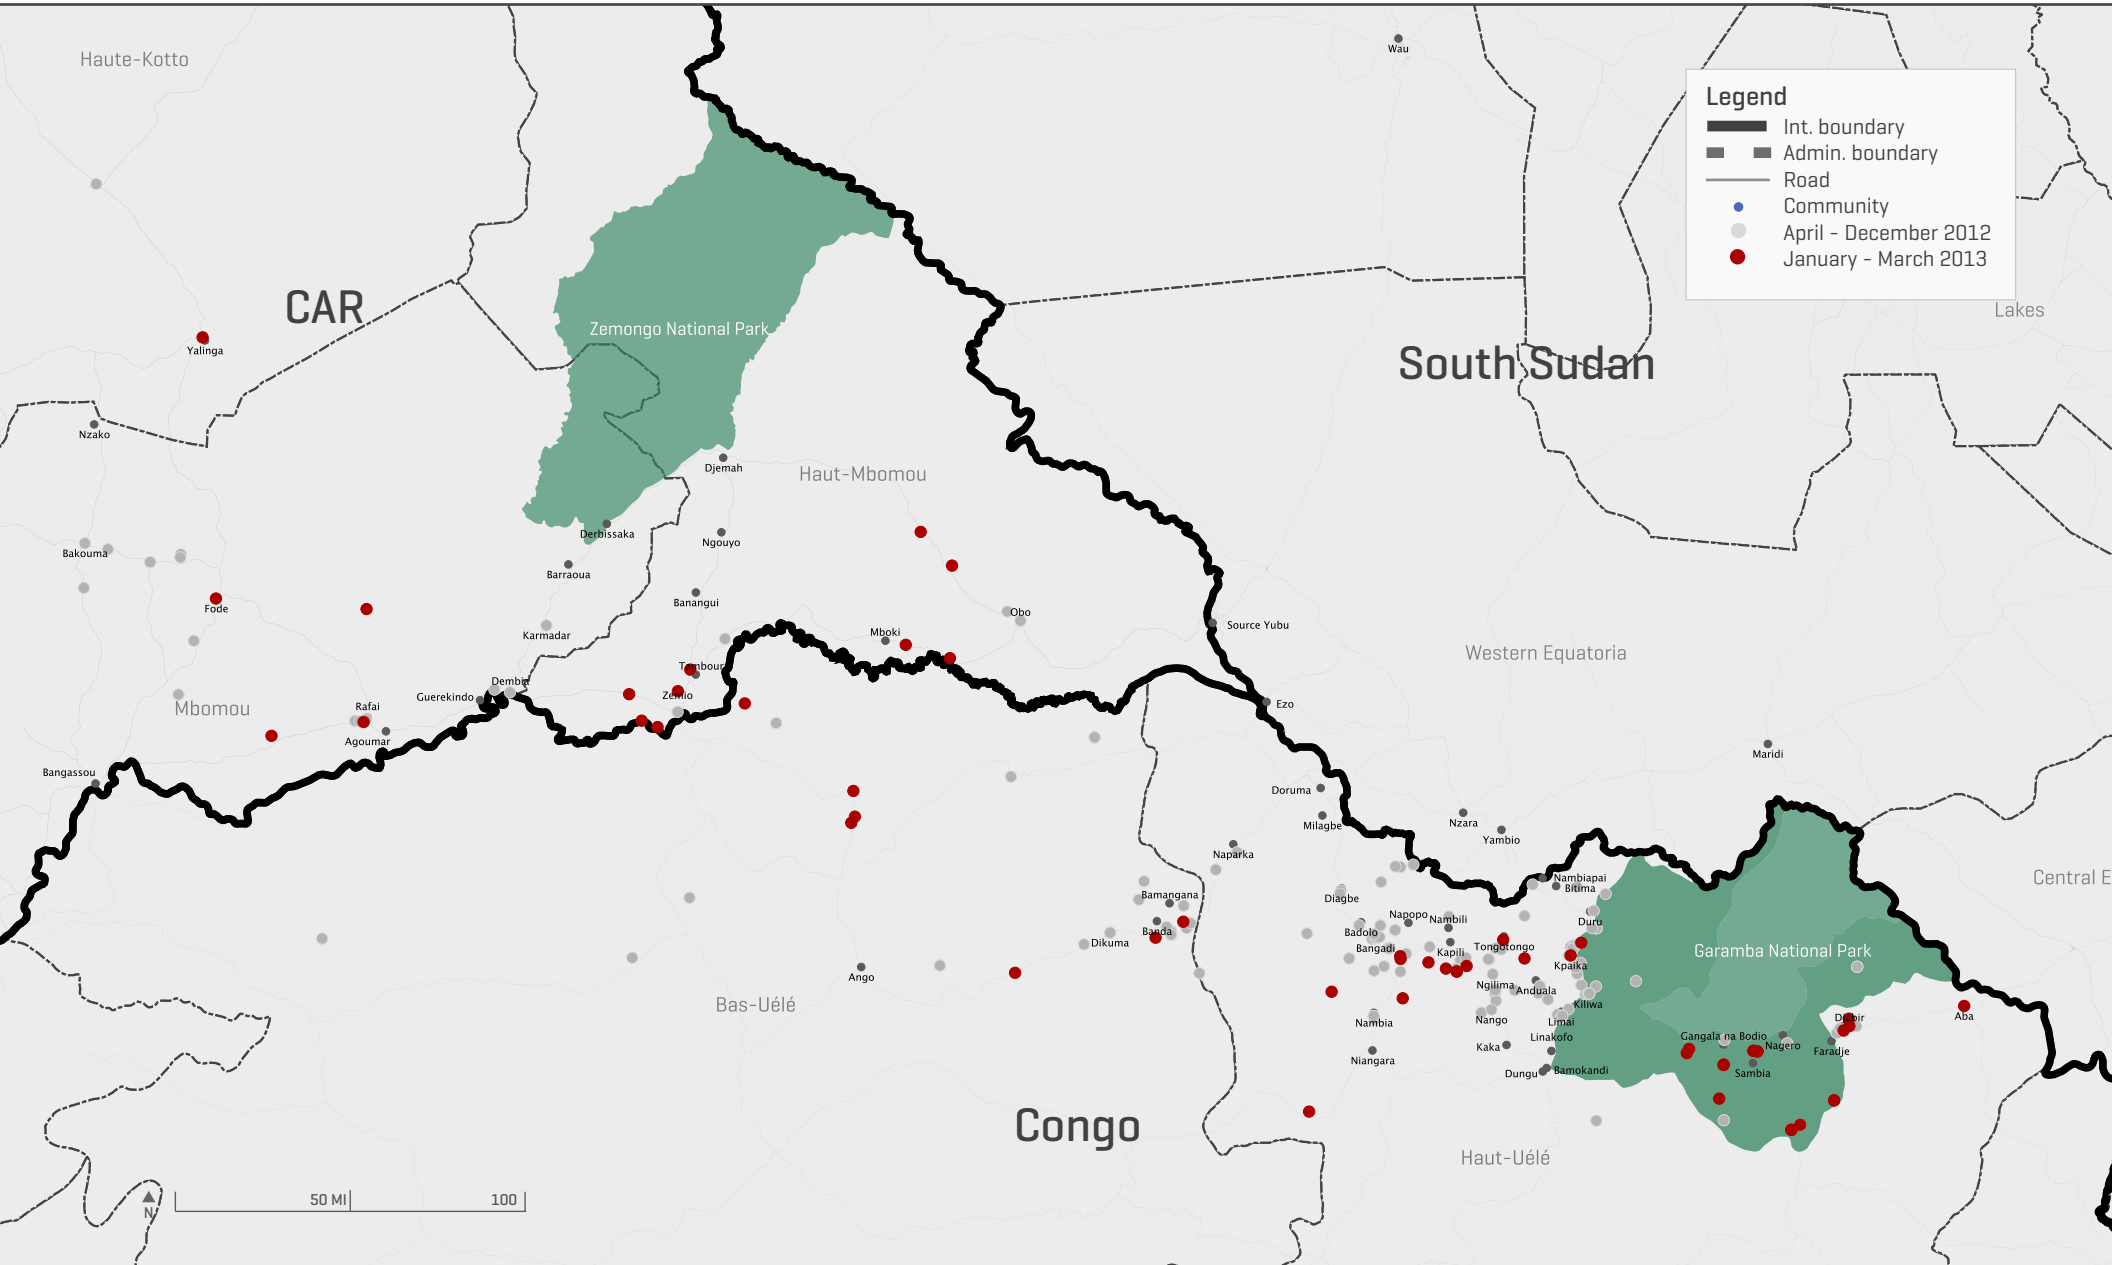 Wau
Haute-Kotto
Legend
Int. boundary
Admin. boundary
Road
Community
April - December 2012
January - March 2013
CAR
Lakes
Zemongo National Park
Yalinga
South Sudan
Nzako
Djemah
Haut-Mbomou
Derbissaka
Ngouyo
Bakouma
Barraoua
Fode
Banangui
Obo
Source Yubu
Karmadar
Mboki
Western Equatoria
Tambour
Dembia
Guerekindo
Zemio
Mbomou
Rafai
Ezo
Agoumar
Maridi
Bangassou
Doruma
Milagbe
Nzara
Yambio
Naparka
Nambiapai
Central E
Bitima
Bamangana
Diagbe
Napopo
Nambili
Duru
Banda
Badolo
Dikuma
Bangadi
Kapili
Tongotongo
Garamba National Park
Kpaika
Ango
Ngilima
Anduala
Bas-Uélé
Kiliwa
Nambia
Nango
Limai
Djabir
Aba
Linakofo
Gangala na Bodio
Nagero
Kaka
Faradje
Niangara
Dungu
Bamokandi
Sambia
Congo
Haut-Uélé
50 MI
100
N